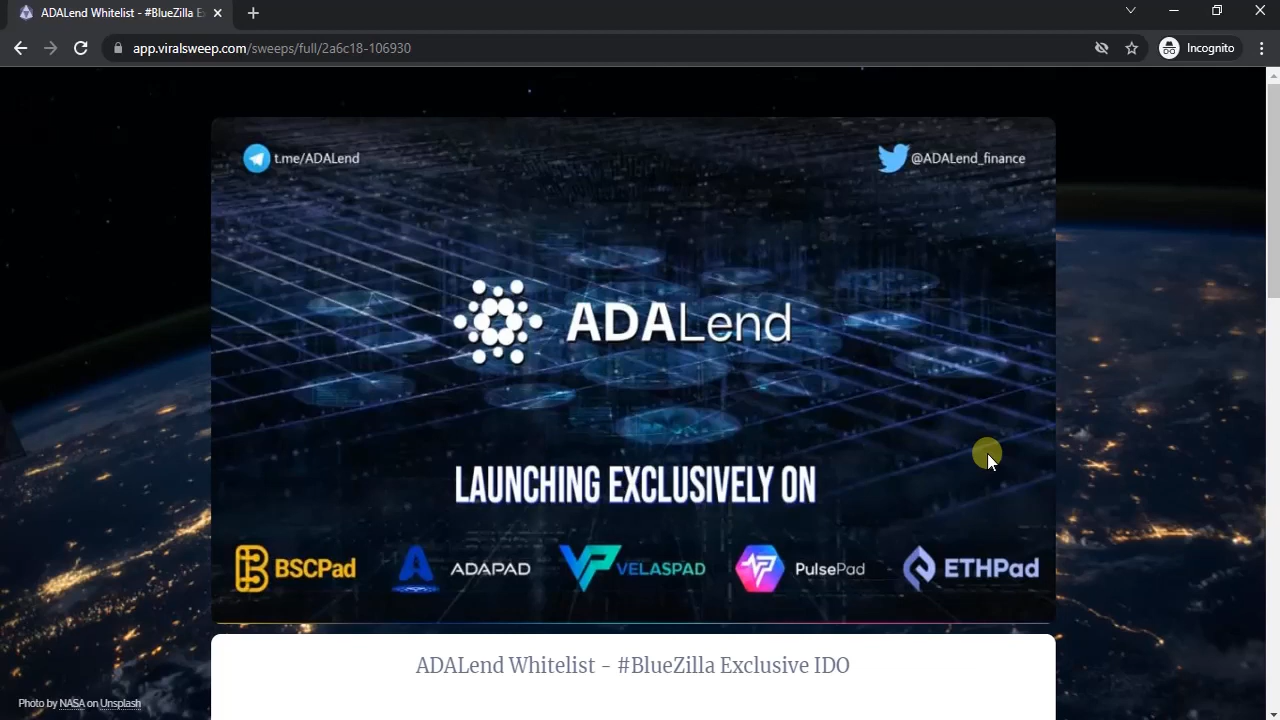 ADALend Whitelist - #BlueZilla E
app.viralsweep.com/sweeps/full/2a6c18-106930
Incognito
t.me/ADALend
@ADALend_finance
ADALend
LAUNCHING EXCLUSIVELY ON
BSCPad
ADAPAD
VELASPAD
PulsePad
ETHPad
ADALend Whitelist - #BlueZilla Exclusive IDO
Photo by NASA on Unsplash